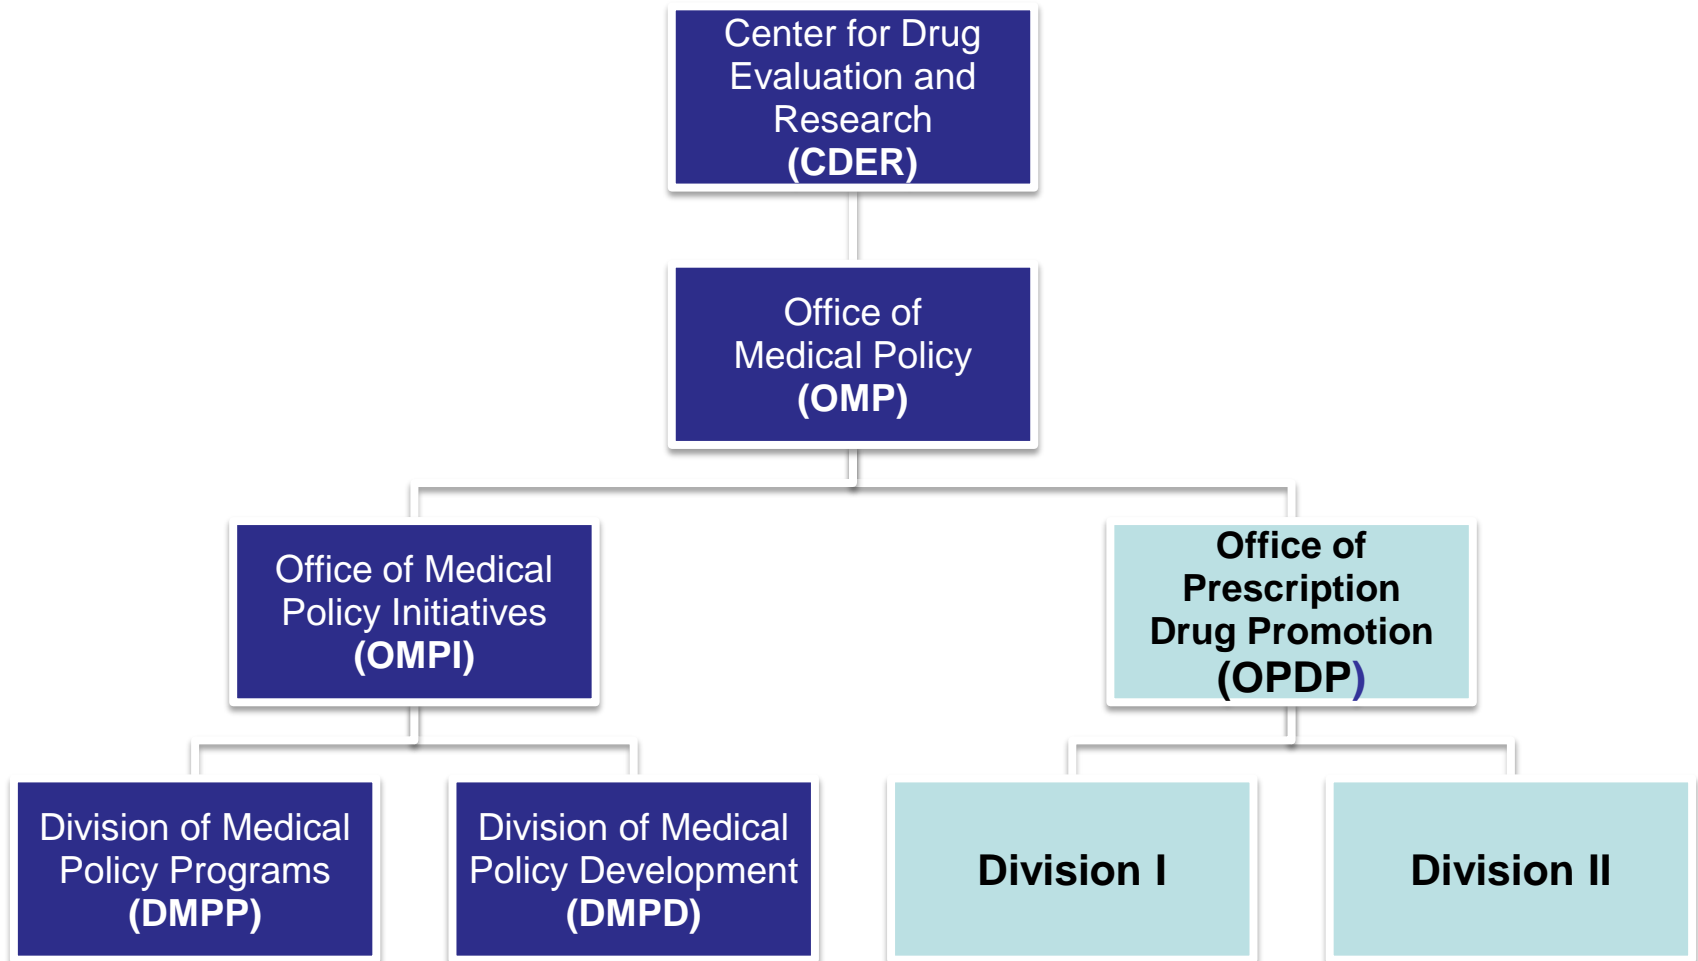 Center for Drug
Evaluation and
Research
(CDER)
Office of
Medical Policy
(OMP)
Office of Medical
Policy Initiatives
(OMPI)
Office of
Prescription
Drug Promotion
(OPDP)
Division of Medical
Policy Programs
(DMPP)
Division of Medical
Policy Development
(DMPD)
Division I
Division II